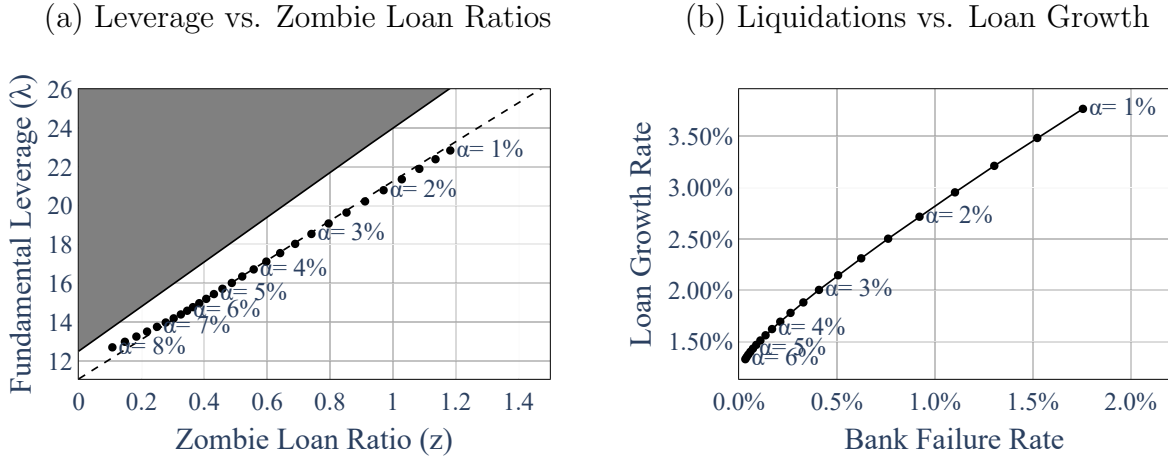 (a) Leverage vs. Zombie Loan Ratios
Fundamental Leverage (λ)
26
24
22
20
18
16
14
12
α= 1%
α= 2%
α= 3%
α= 4%
α= 5%
α= 6%
α= 7%
α= 8%
0
0.2
0.4
0.6
0.8
1
1.2
1.4
Zombie Loan Ratio (z)
(b) Liquidations vs. Loan Growth
Loan Growth Rate
3.50%
3.00%
2.50%
2.00%
1.50%
α= 1%
α= 2%
α= 3%
α= 4%
α= 5%
α= 6%
0.0%
0.5%
1.0%
1.5%
2.0%
Bank Failure Rate